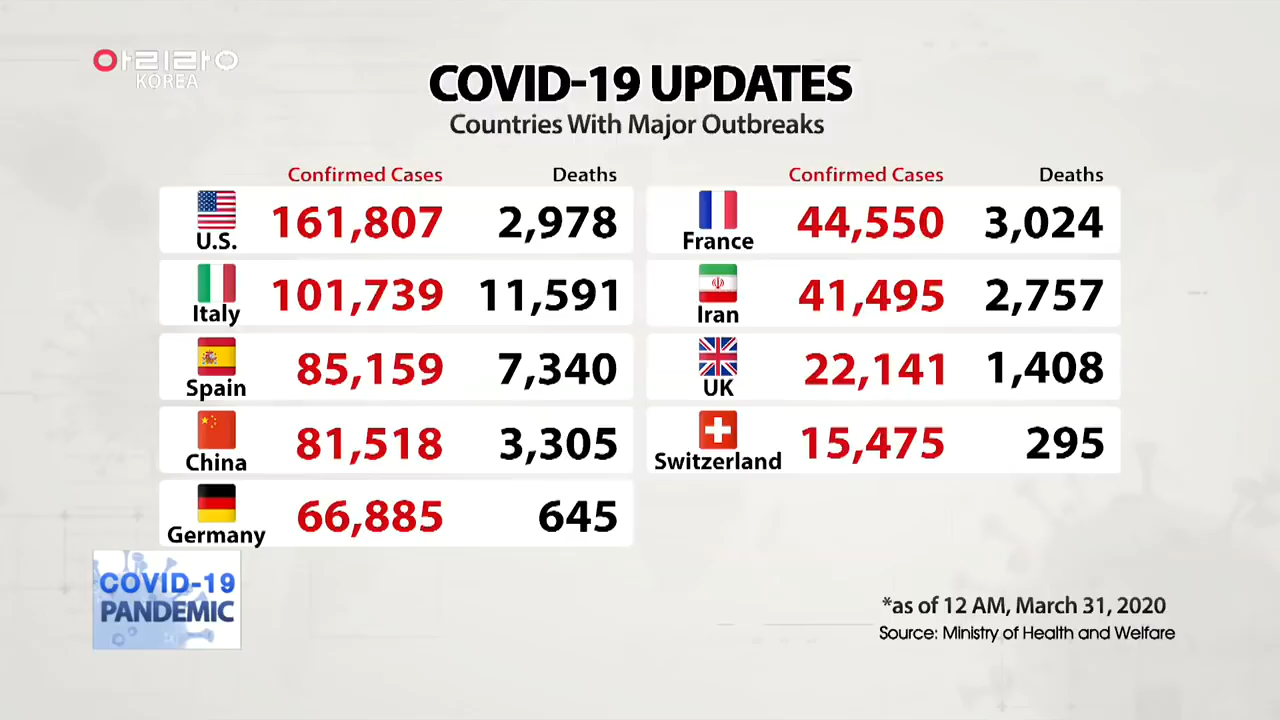 아리랑
KOREA
COVID-19 UPDATES
Countries With Major Outbreaks
Confirmed Cases Deaths
U.S. 161,807 2,978
Italy 101,739 11,591
Spain 85,159 7,340
China 81,518 3,305
Germany 66,885 645
Confirmed Cases Deaths
France 44,550 3,024
Iran 41,495 2,757
UK 22,141 1,408
Switzerland 15,475 295
COVID-19
PANDEMIC
*as of 12 AM, March 31, 2020
Source: Ministry of Health and Welfare